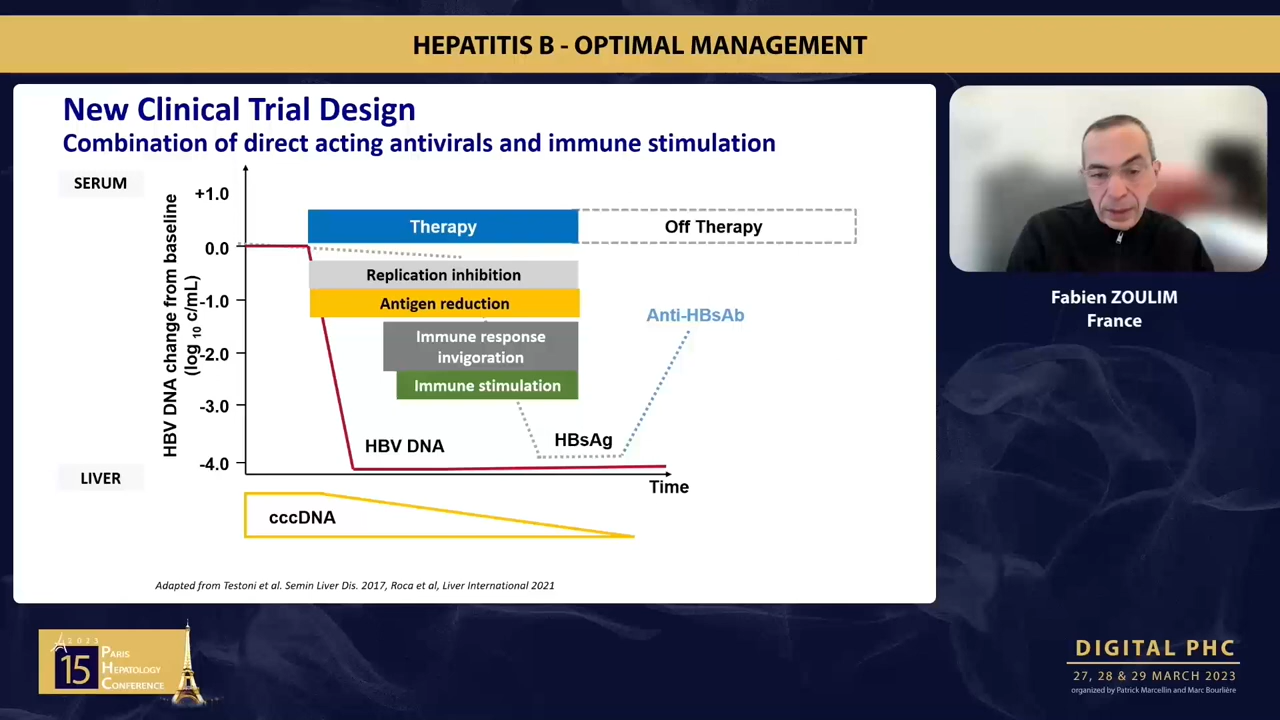 HEPATITIS B - OPTIMAL MANAGEMENT
New Clinical Trial Design
Combination of direct acting antivirals and immune stimulation
SERUM
HBV DNA change from baseline
(log 10 c/mL)
+1.0
0.0
-1.0
-2.0
-3.0
-4.0
Therapy
Off Therapy
Replication inhibition
Antigen reduction
Immune response
invigoration
Immune stimulation
Anti-HBsAb
HBV DNA
HBsAg
Time
LIVER
cccDNA
Adapted from Testoni et al. Semin Liver Dis. 2017, Roca et al, Liver International 2021
Fabien ZOULIM
France
2023
15
PARIS
HEPATOLOGY
CONFERENCE
DIGITAL PHC
27, 28 & 29 MARCH 2023
organized by Patrick Marcellin and Marc Bourlière